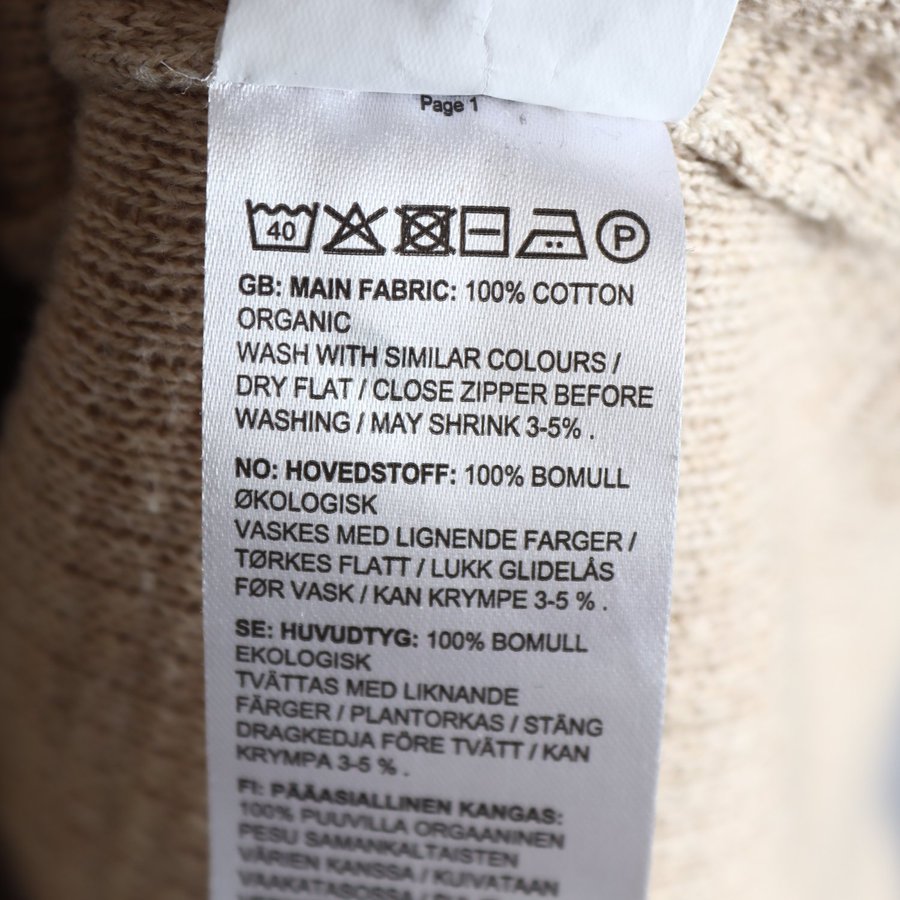 Page 1
40 P
GB: MAIN FABRIC: 100% COTTON
ORGANIC
WASH WITH SIMILAR COLOURS /
DRY FLAT / CLOSE ZIPPER BEFORE
WASHING / MAY SHRINK 3-5% .
NO: HOVEDSTOFF: 100% BOMULL
ØKOLOGISK
VASKES MED LIGNENDE FARGER /
TØRKES FLATT / LUKK GLIDELÅS
FØR VASK / KAN KRYMPE 3-5 % .
SE: HUVUDTYG: 100% BOMULL
EKOLOGISK
TVÄTTAS MED LIKNANDE
FÄRGER / PLANTORKAS / STÄNG
DRAGKEDJA FÖRE TVÄTT / KAN
KRYMPA 3-5 % .
FI: PÄÄASIALLINEN KANGAS:
100% PUUVILLA ORGAANINEN
PESU SAMANKALTAISTEN
VÄRIEN KANSSA / KUIVATAAN
VAAKATASOSSA /